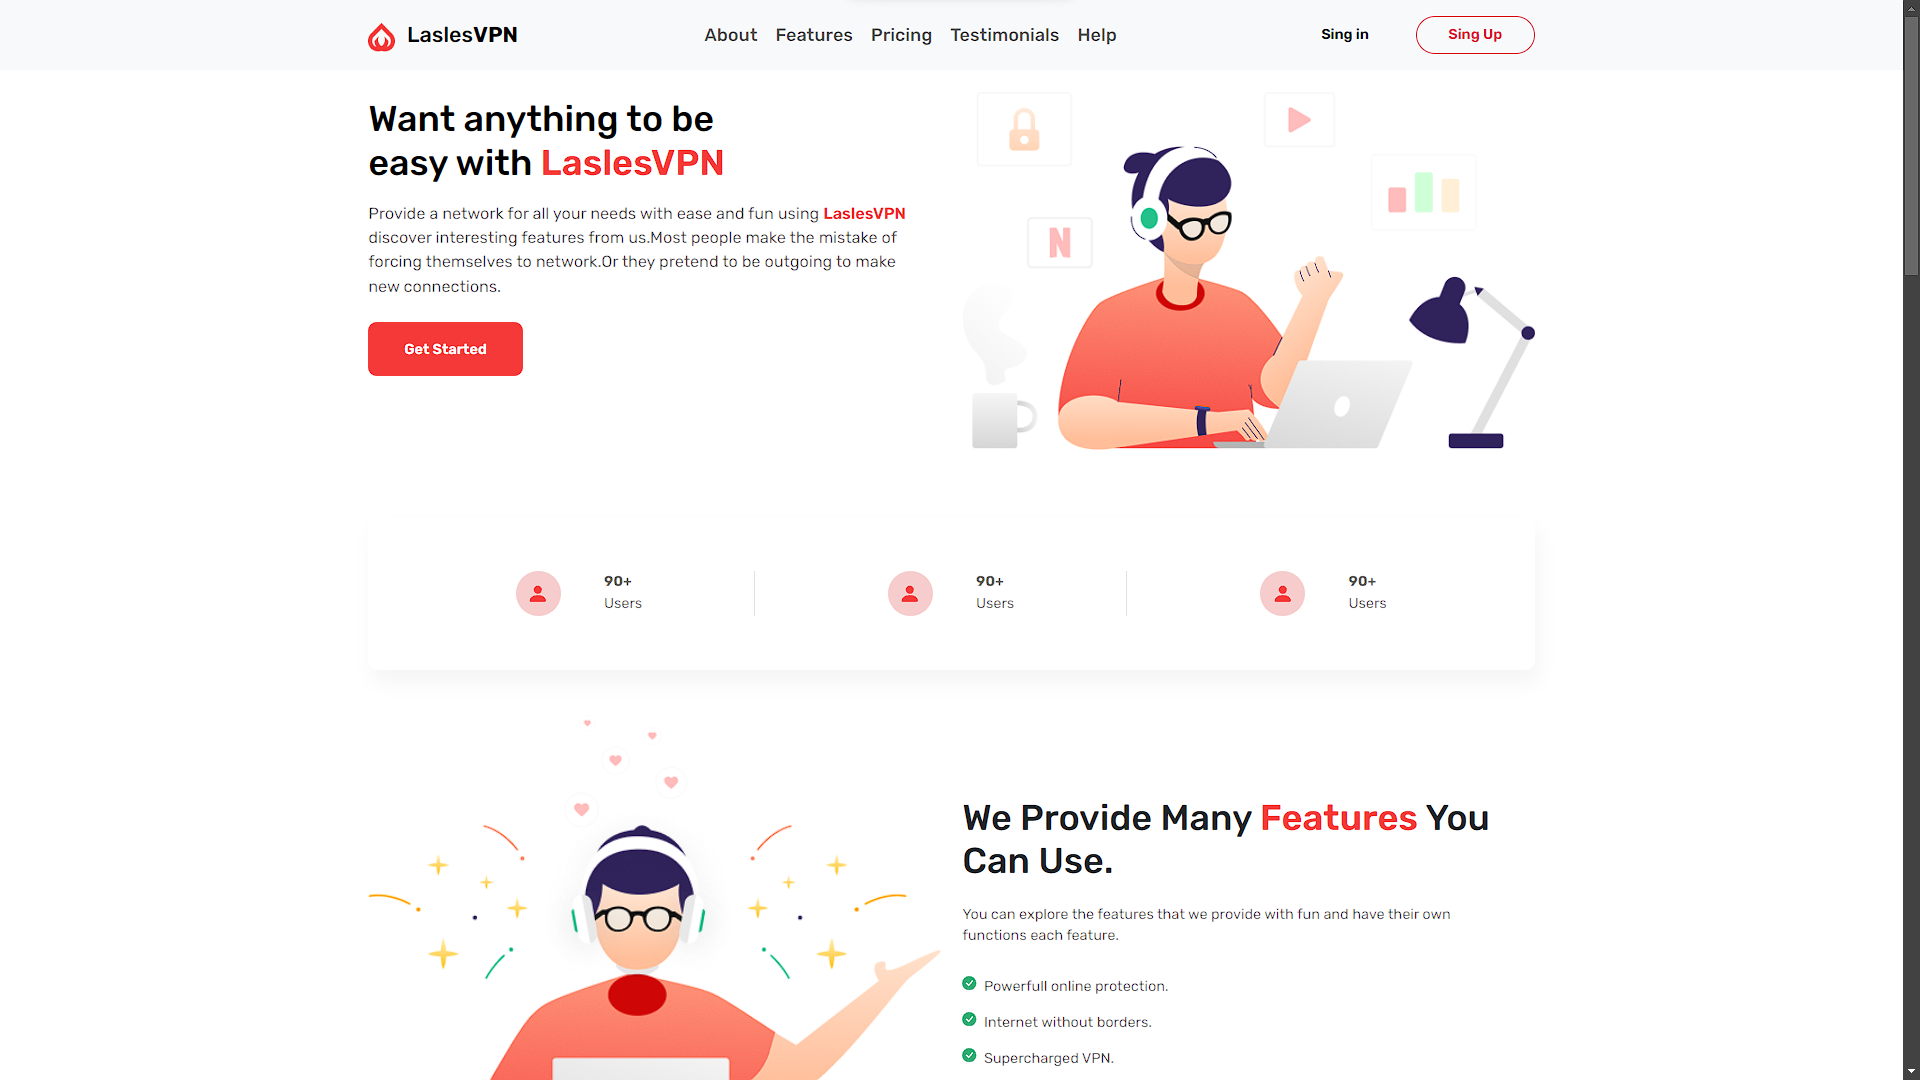 LaslesVPN
About Features Pricing Testimonials Help
Sing in
Sing Up
Want anything to be
easy with LaslesVPN
Provide a network for all your needs with ease and fun using LaslesVPN
discover interesting features from us.Most people make the mistake of
forcing themselves to network.Or they pretend to be outgoing to make
new connections.
Get Started
N
90+
Users
90+
Users
90+
Users
We Provide Many Features You
Can Use.
You can explore the features that we provide with fun and have their own
functions each feature.
Powerfull online protection.
Internet without borders.
Supercharged VPN.